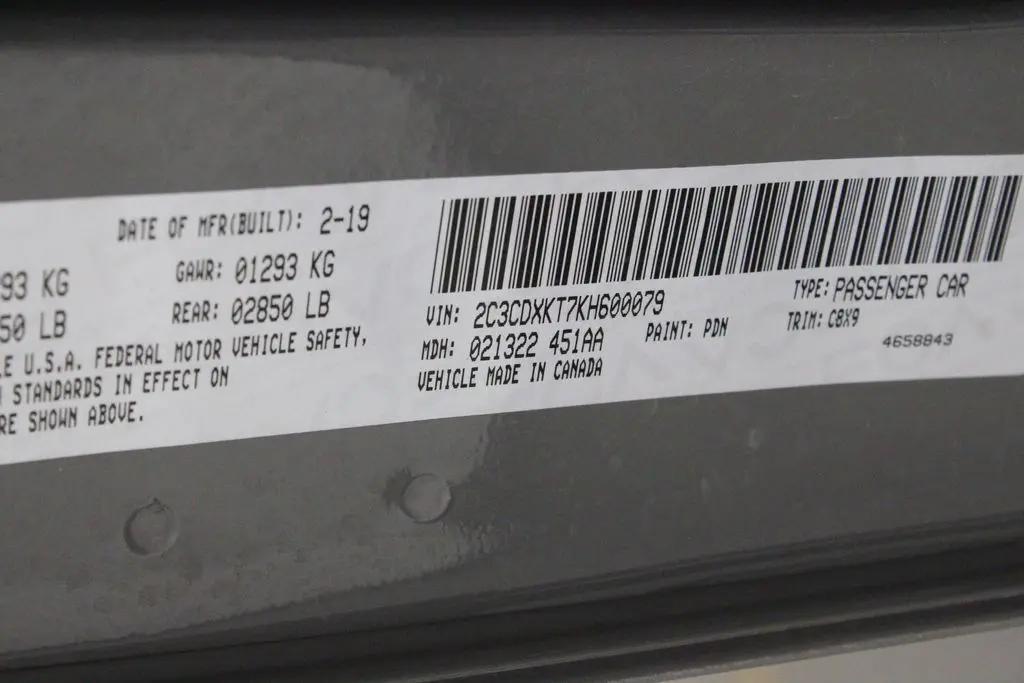 DATE OF MFR(BUILT): 2-19
93 KG GAWR: 01293 KG
50 LB REAR: 02850 LB
LE U.S.A. FEDERAL MOTOR VEHICLE SAFETY,
STANDARDS IN EFFECT ON
RE SHOWN ABOVE.
VIN: 2C3CDXKT7KH600079 TYPE: PASSENGER CAR
MDH: 021322 451AA PAINT: PDN TRIM: C8X9
VEHICLE MADE IN CANADA 4658843